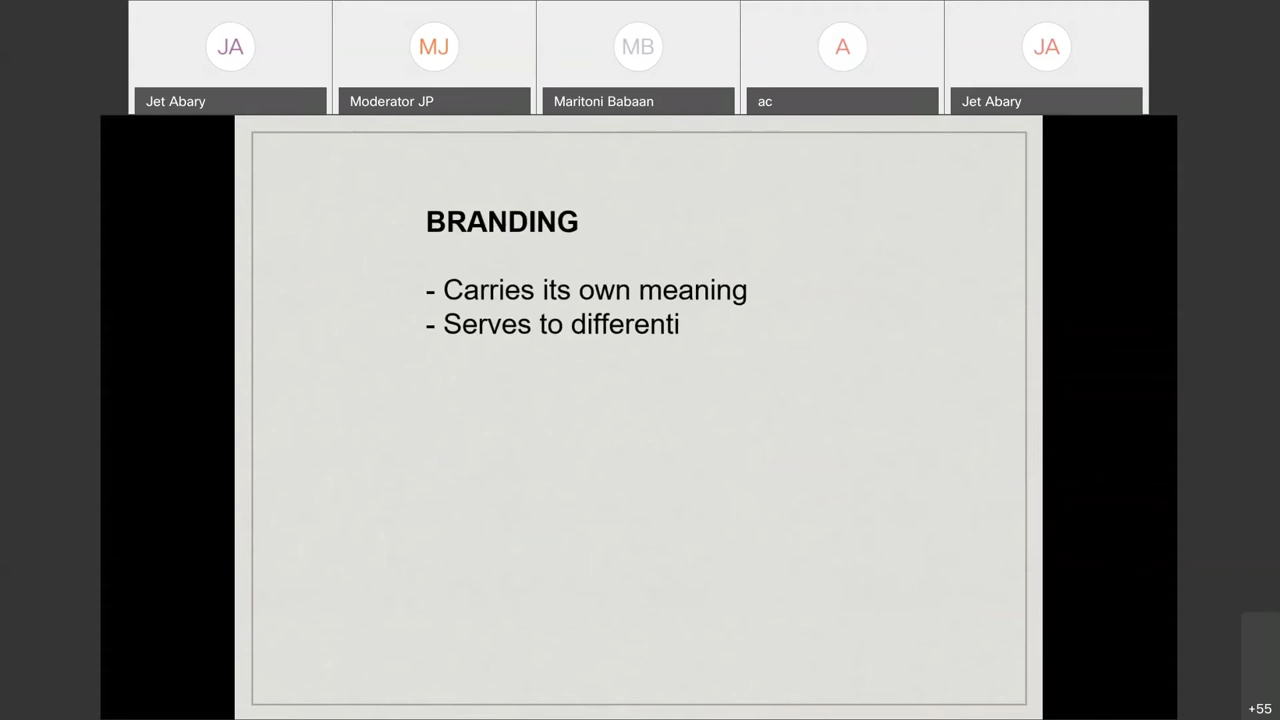 JA MJ MB A JA
Jet Abary Moderator JP Maritoni Babaan ac Jet Abary
BRANDING
- Carries its own meaning
- Serves to differenti
+55